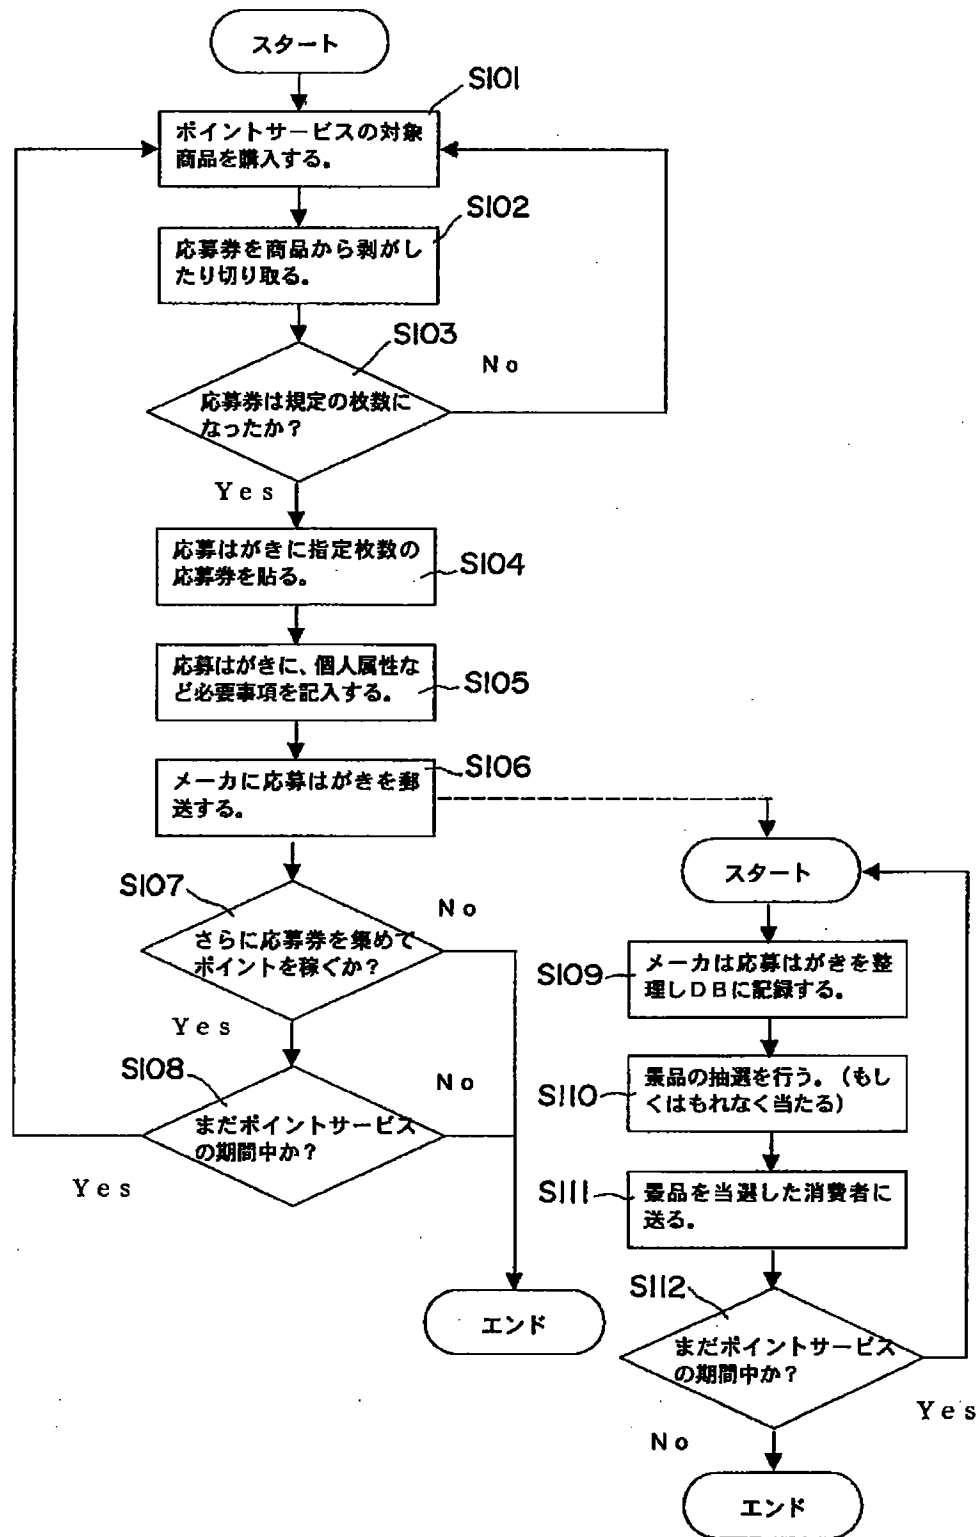 スタート
S101
ポイントサービスの対象
商品を購入する。
S102
応募券を商品から剥がし
たり切り取る。
S103
No
応募券は規定の枚数に
なったか？
Yes
応募はがきに指定枚数の
応募券を貼る。
S104
応募はがきに、個人属性な
ど必要事項を記入する。
S105
S106
メーカに応募はがきを郵
送する。
S107
No
さらに応募券を集めて
ポイントを稼ぐか？
Yes
S108
No
まだポイントサービス
の期間中か？
Yes
エンド
スタート
S109
メーカは応募はがきを整
理しDBに記録する。
S110
景品の抽選を行う。（もし
くはもれなく当たる）
S111
景品を当選した消費者に
送る。
S112
まだポイントサービス
の期間中か？
Yes
No
エンド